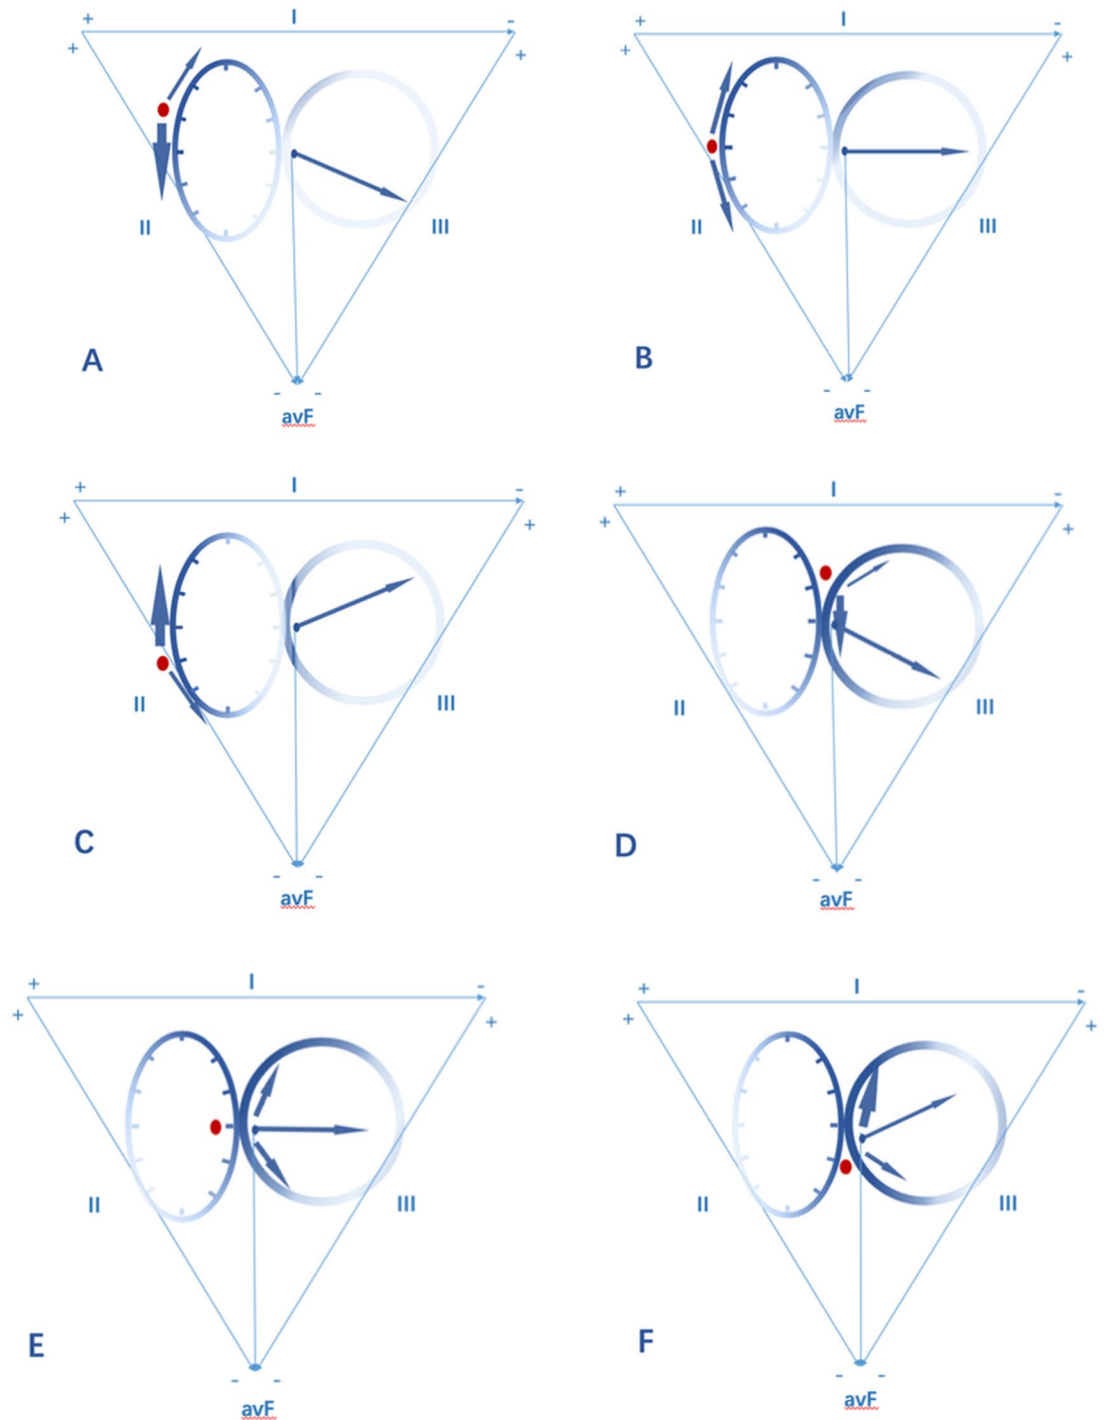 I
+ -
+ +
II III
A
- -
avF
I
+ -
+ +
II III
B
- -
avF
I
+ -
+ +
II III
C
- -
avF
I
+ -
+ +
II III
D
- -
avF
I
+ -
+ +
II III
E
- -
avF
I
+ -
+ +
II III
F
- -
avF